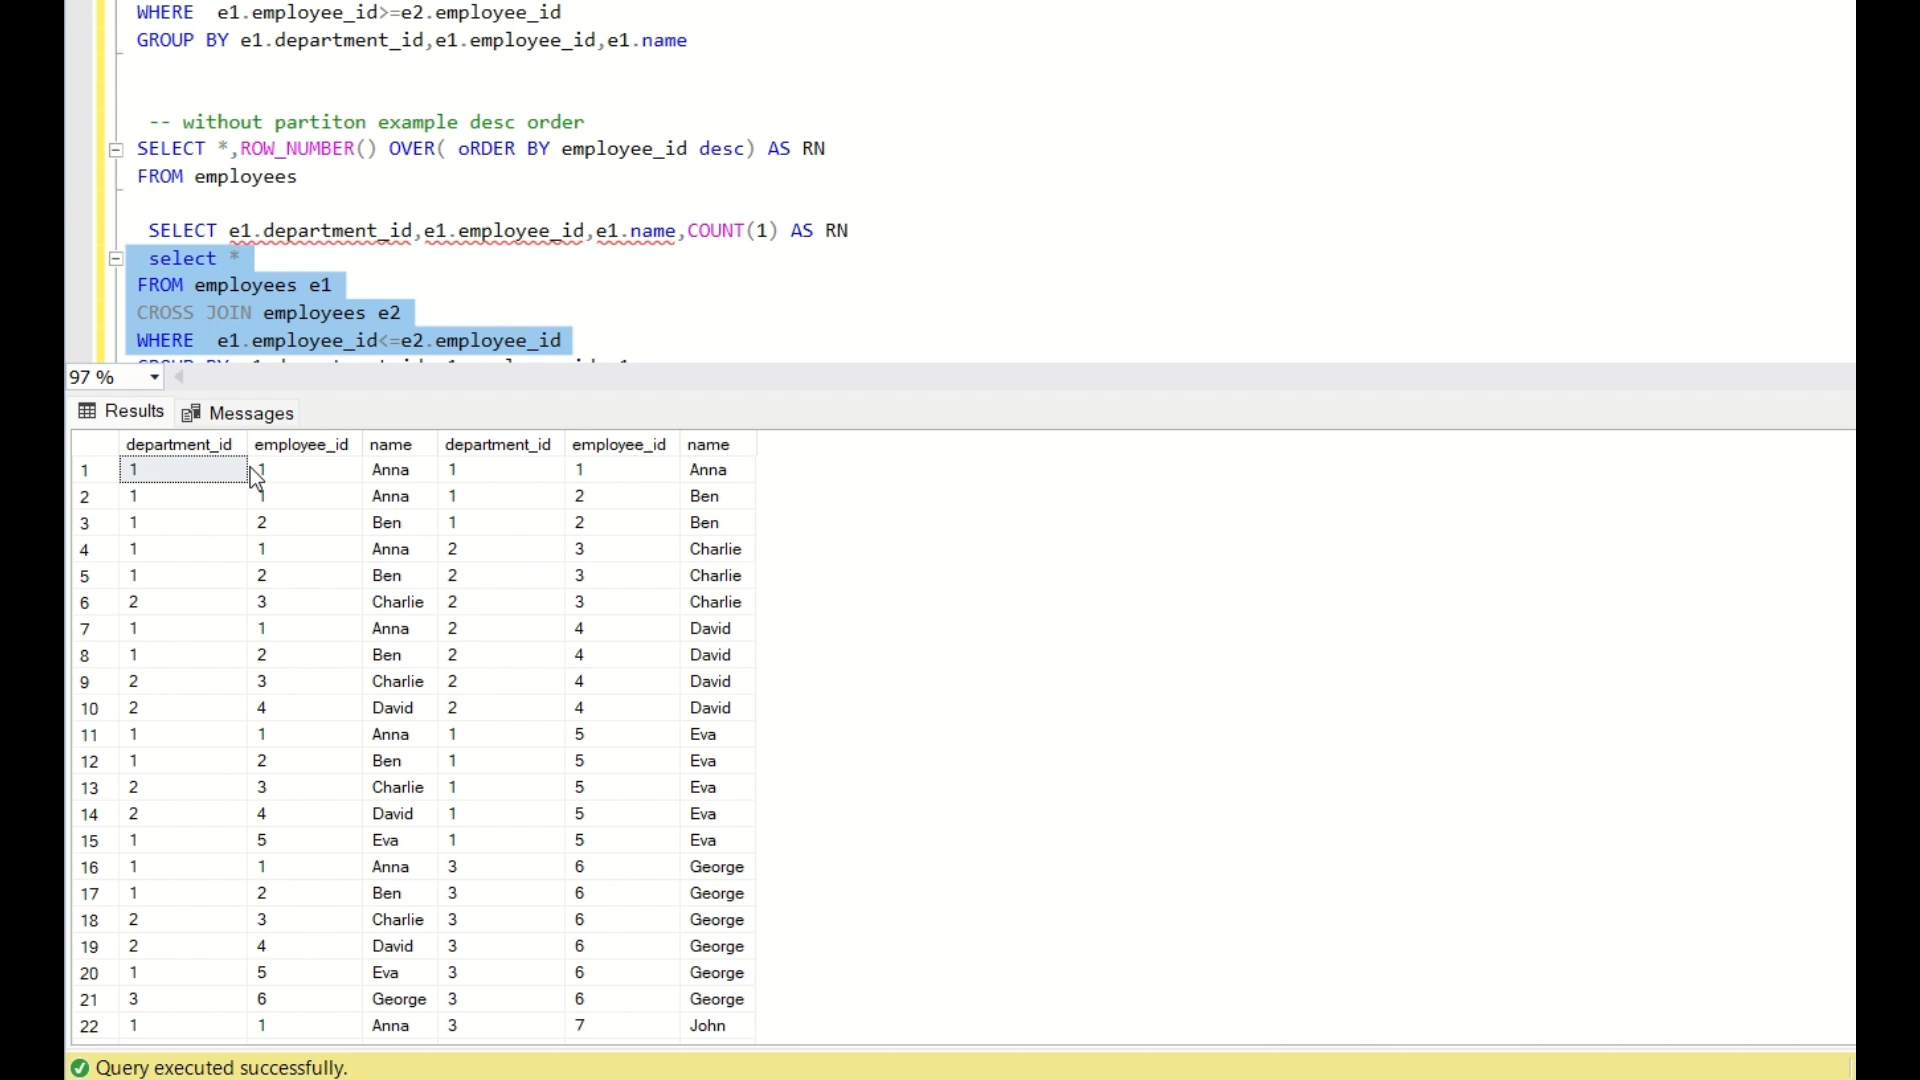 WHERE  e1.employee_id>=e2.employee_id
GROUP BY e1.department_id,e1.employee_id,e1.name
-- without partiton example desc order
SELECT *,ROW_NUMBER() OVER( oRDER BY employee_id desc) AS RN
FROM employees
SELECT e1.department_id,e1.employee_id,e1.name,COUNT(1) AS RN
select *
FROM employees e1
CROSS JOIN employees e2
WHERE  e1.employee_id<=e2.employee_id
97 %
Results Messages
department_id employee_id name department_id employee_id name
1 1 1 Anna 1 1 Anna
2 1 1 Anna 1 2 Ben
3 1 2 Ben 1 2 Ben
4 1 1 Anna 2 3 Charlie
5 1 2 Ben 2 3 Charlie
6 2 3 Charlie 2 3 Charlie
7 1 1 Anna 2 4 David
8 1 2 Ben 2 4 David
9 2 3 Charlie 2 4 David
10 2 4 David 2 4 David
11 1 1 Anna 1 5 Eva
12 1 2 Ben 1 5 Eva
13 2 3 Charlie 1 5 Eva
14 2 4 David 1 5 Eva
15 1 5 Eva 1 5 Eva
16 1 1 Anna 3 6 George
17 1 2 Ben 3 6 George
18 2 3 Charlie 3 6 George
19 2 4 David 3 6 George
20 1 5 Eva 3 6 George
21 3 6 George 3 6 George
22 1 1 Anna 3 7 John
Query executed successfully.